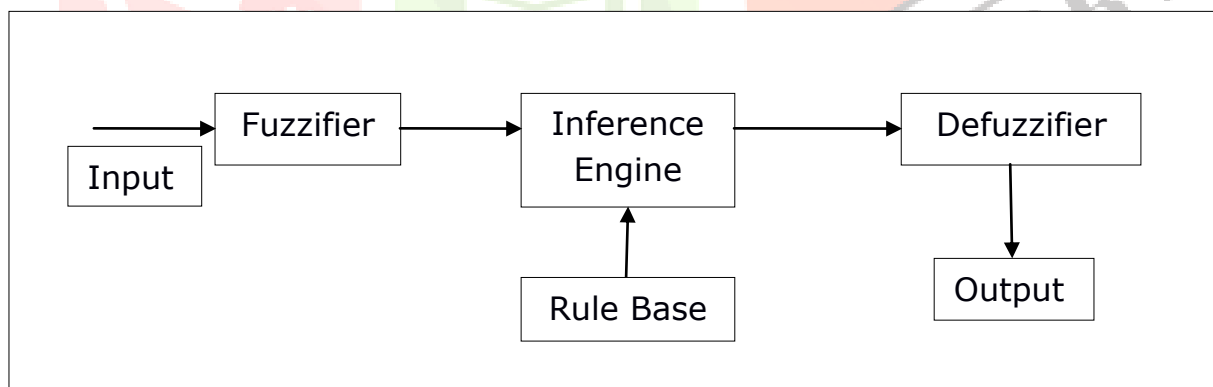 Input
Fuzzifier
Inference
Engine
Rule Base
Defuzzifier
Output